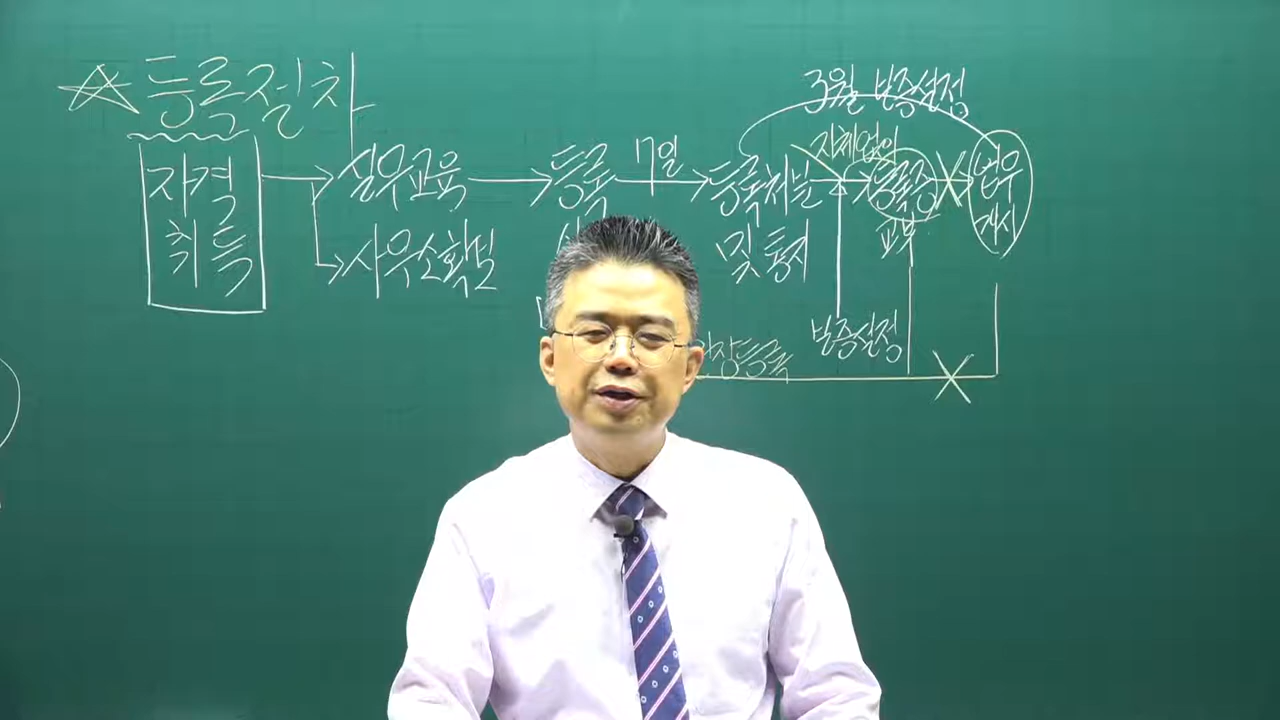 ☆ 등록절차
3월 보증설정
자격 → 실무교육 → 등록 7일 → 등록처분 → 지체없이 등록증 → 업무
취득 → 사무소확보 및 통지 교부 개시
보증설정
등록